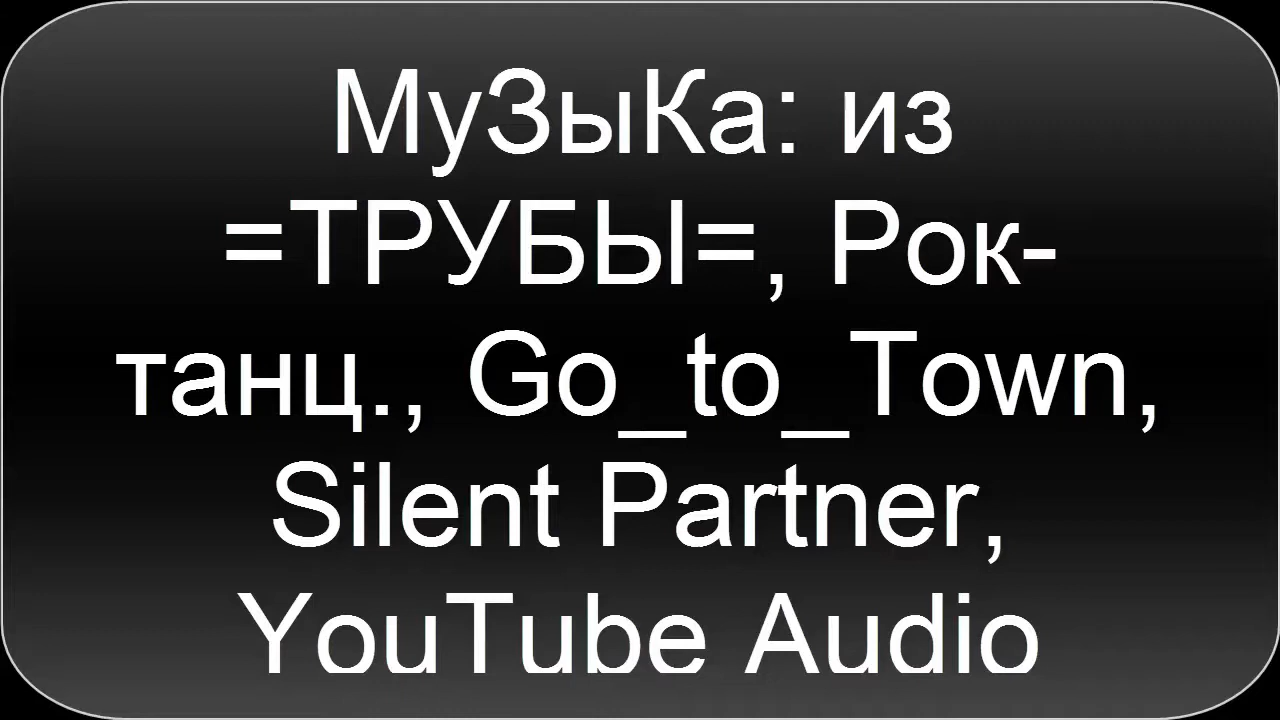 МуЗыКа: из
=ТРУБЫ=, Рок-
танц., Go_to_Town,
Silent Partner,
YouTube Audio